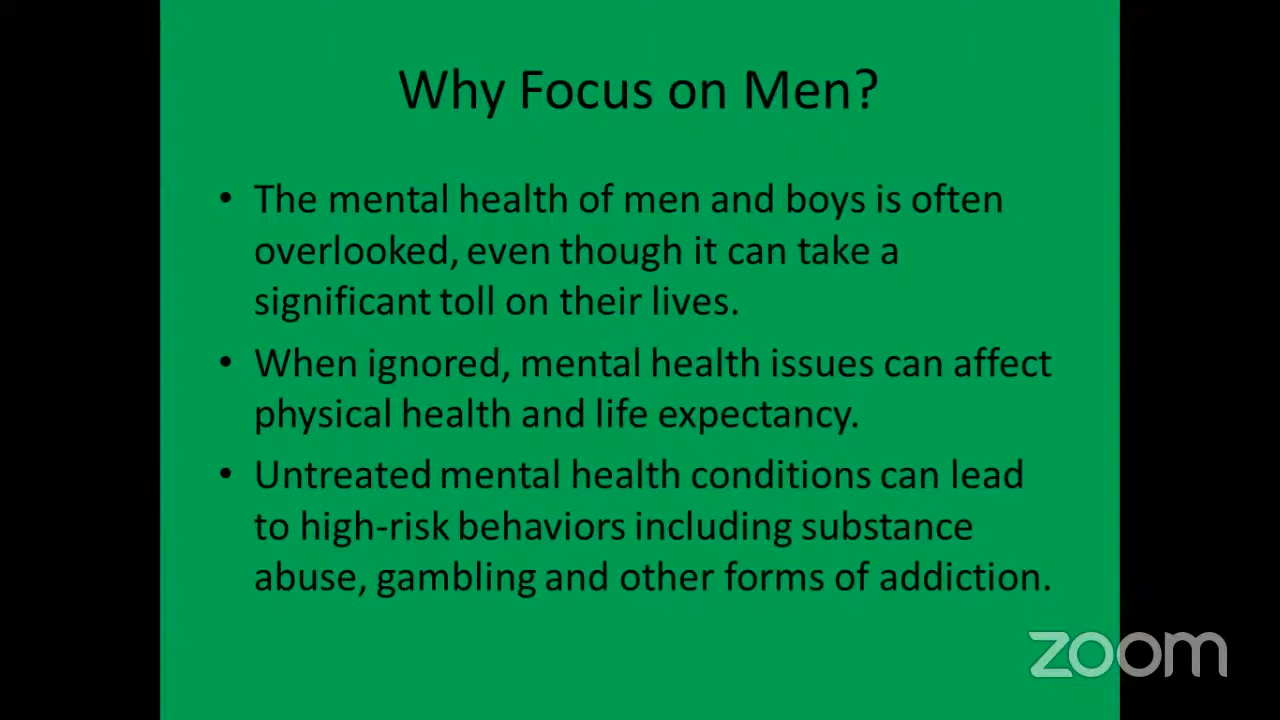 Why Focus on Men?
• The mental health of men and boys is often
overlooked, even though it can take a
significant toll on their lives.
• When ignored, mental health issues can affect
physical health and life expectancy.
• Untreated mental health conditions can lead
to high-risk behaviors including substance
abuse, gambling and other forms of addiction.
zoom